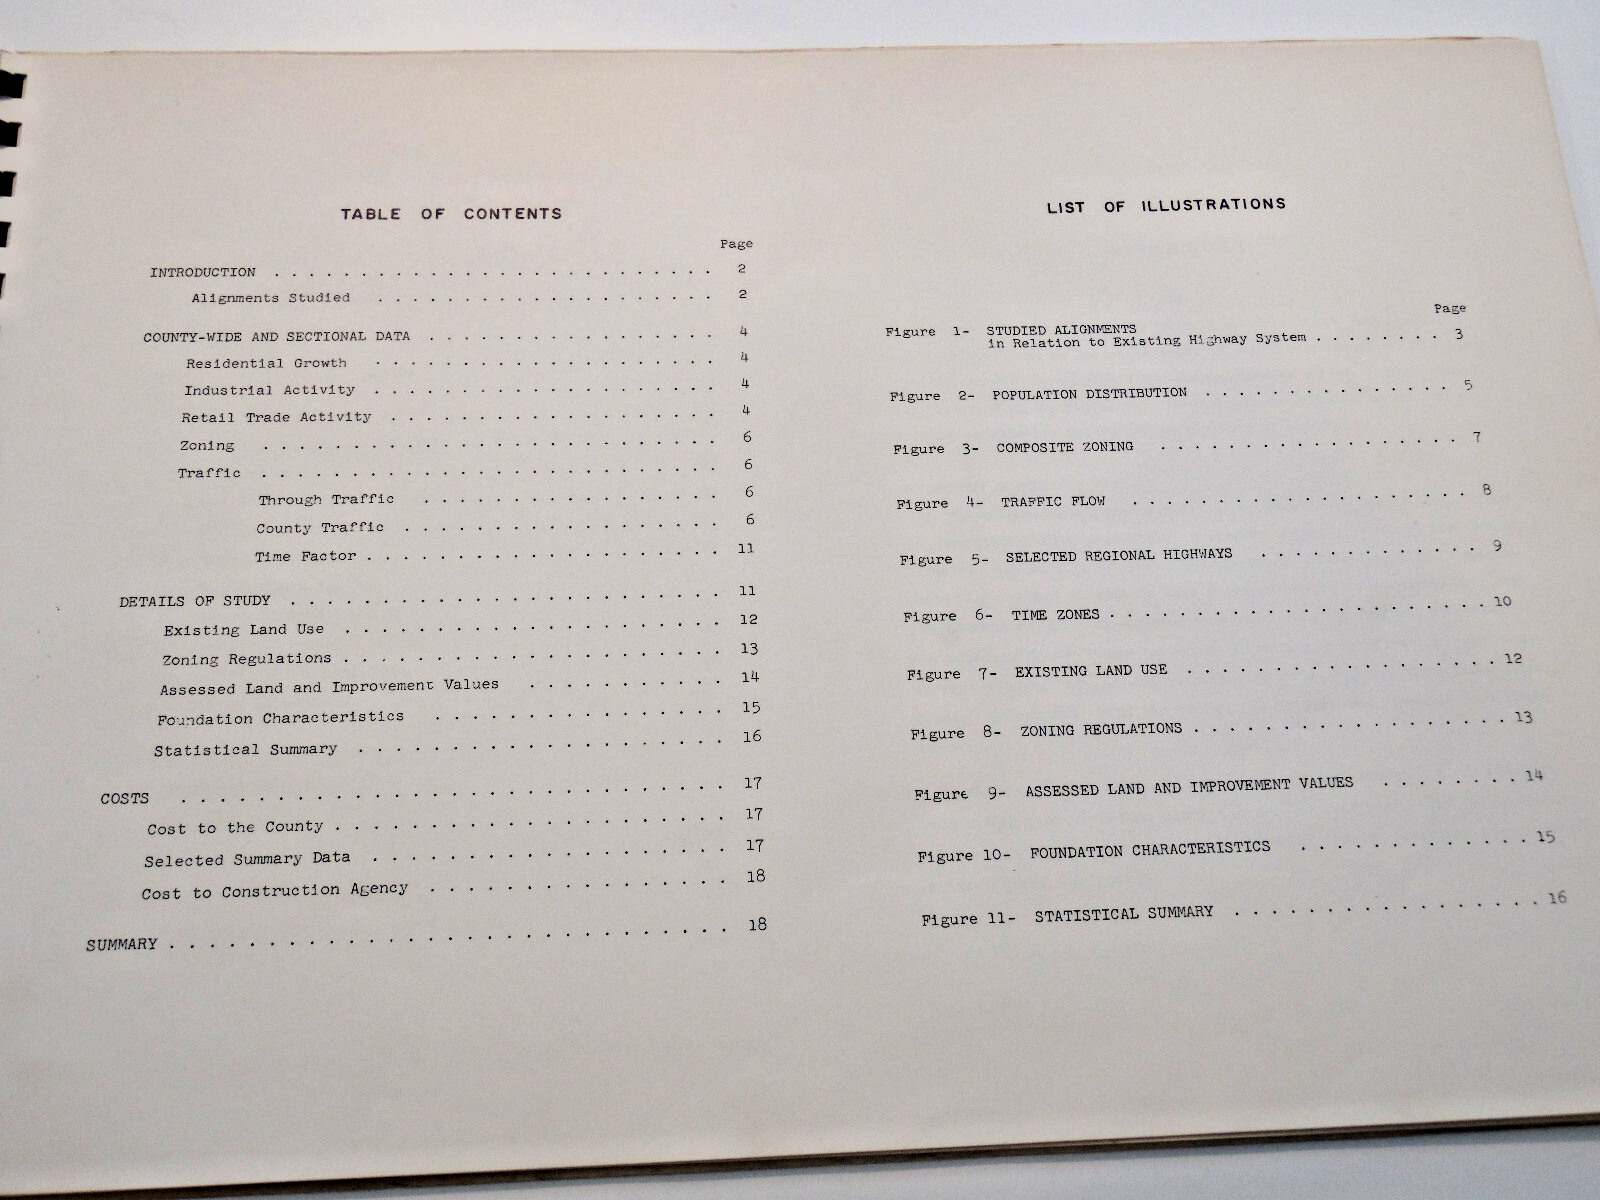 TABLE OF CONTENTS
Page
INTRODUCTION . . . . . . . . . . . . . . . . . . . . . . . . . . 2
Alignments Studied . . . . . . . . . . . . . . . . . . . 2
COUNTY-WIDE AND SECTIONAL DATA . . . . . . . . . . . . . . . . . 4
Residential Growth . . . . . . . . . . . . . . . . . . . 4
Industrial Activity . . . . . . . . . . . . . . . . . . . 4
Retail Trade Activity . . . . . . . . . . . . . . . . . . 4
Zoning . . . . . . . . . . . . . . . . . . . . . . . . . 6
Traffic . . . . . . . . . . . . . . . . . . . . . . . . . 6
Through Traffic . . . . . . . . . . . . . . . . . 6
County Traffic . . . . . . . . . . . . . . . . . . 6
Time Factor . . . . . . . . . . . . . . . . . . . . 11
DETAILS OF STUDY . . . . . . . . . . . . . . . . . . . . . . . . 11
Existing Land Use . . . . . . . . . . . . . . . . . . . . 12
Zoning Regulations . . . . . . . . . . . . . . . . . . . . 13
Assessed Land and Improvement Values . . . . . . . . . . . 14
Foundation Characteristics . . . . . . . . . . . . . . . . 15
Statistical Summary . . . . . . . . . . . . . . . . . . . . 16
COSTS . . . . . . . . . . . . . . . . . . . . . . . . . . . . . 17
Cost to the County . . . . . . . . . . . . . . . . . . . . . 17
Selected Summary Data . . . . . . . . . . . . . . . . . . . 17
Cost to Construction Agency . . . . . . . . . . . . . . . . 18
SUMMARY . . . . . . . . . . . . . . . . . . . . . . . . . . . . 18
LIST OF ILLUSTRATIONS
Page
Figure 1- STUDIED ALIGNMENTS
in Relation to Existing Highway System . . . . . . . . 3
Figure 2- POPULATION DISTRIBUTION . . . . . . . . . . . . . . . 5
Figure 3- COMPOSITE ZONING . . . . . . . . . . . . . . . . . . 7
Figure 4- TRAFFIC FLOW . . . . . . . . . . . . . . . . . . . . 8
Figure 5- SELECTED REGIONAL HIGHWAYS . . . . . . . . . . . . . 9
Figure 6- TIME ZONES . . . . . . . . . . . . . . . . . . . . . . 10
Figure 7- EXISTING LAND USE . . . . . . . . . . . . . . . . . . 12
Figure 8- ZONING REGULATIONS . . . . . . . . . . . . . . . . . . 13
Figure 9- ASSESSED LAND AND IMPROVEMENT VALUES . . . . . . . . 14
Figure 10- FOUNDATION CHARACTERISTICS . . . . . . . . . . . . . 15
Figure 11- STATISTICAL SUMMARY . . . . . . . . . . . . . . . . . 16